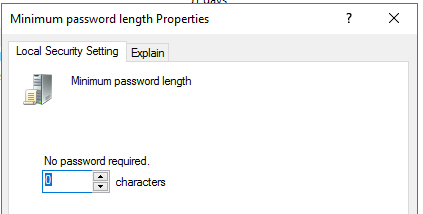 Minimum password length Properties
Local Security Setting
Explain
Minimum password length
No password required.
0 characters